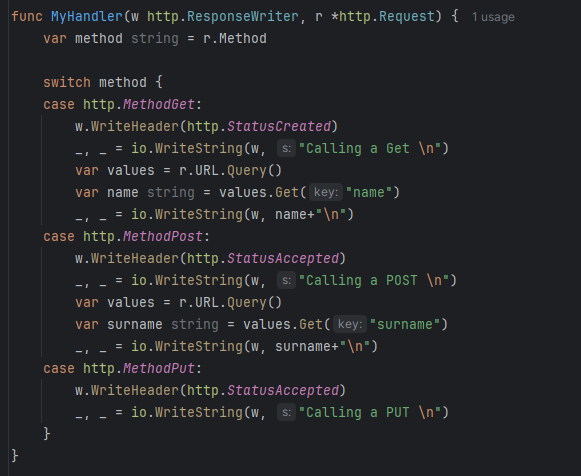 func MyHandler(w http.ResponseWriter, r *http.Request) { 1 usage
    var method string = r.Method

    switch method {
    case http.MethodGet:
        w.WriteHeader(http.StatusCreated)
        _, _ = io.WriteString(w, s: "Calling a Get \n")
        var values = r.URL.Query()
        var name string = values.Get( key: "name")
        _, _ = io.WriteString(w, name+"\n")
    case http.MethodPost:
        w.WriteHeader(http.StatusAccepted)
        _, _ = io.WriteString(w, s: "Calling a POST \n")
        var values = r.URL.Query()
        var surname string = values.Get( key: "surname")
        _, _ = io.WriteString(w, surname+"\n")
    case http.MethodPut:
        w.WriteHeader(http.StatusAccepted)
        _, _ = io.WriteString(w, s: "Calling a PUT \n")
    }
}